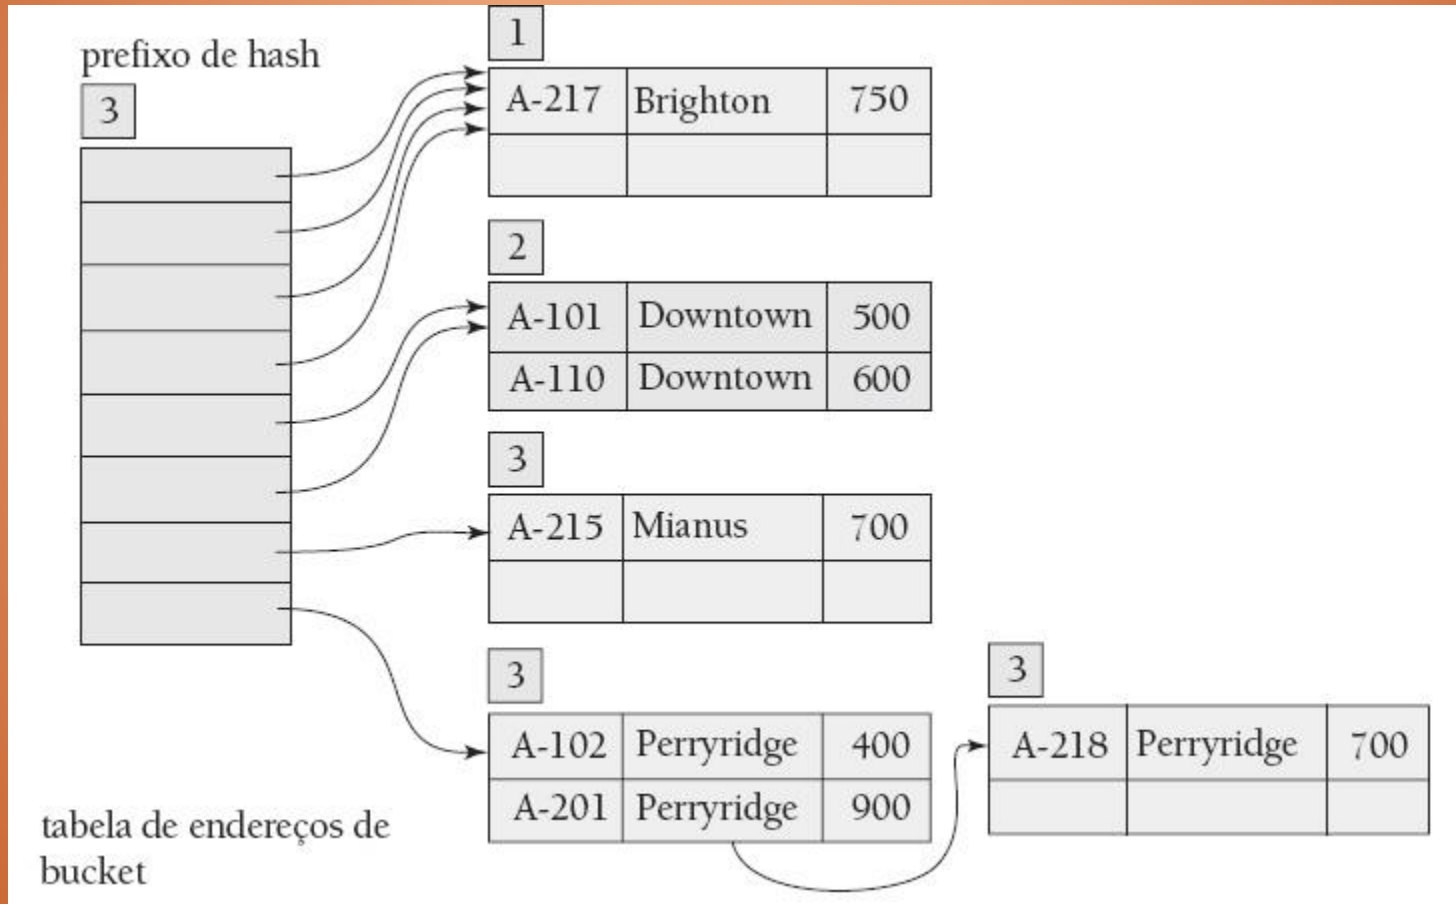 prefixo de hash
3
1
A-217 Brighton 750
2
A-101 Downtown 500
A-110 Downtown 600
3
A-215 Mianus 700
3
A-102 Perryridge 400
A-201 Perryridge 900
3
A-218 Perryridge 700
tabela de endereços de
bucket